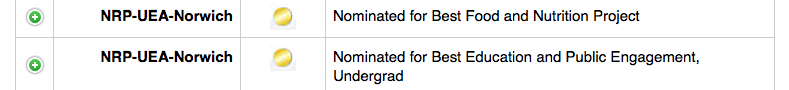 NRP-UEA-Norwich Nominated for Best Food and Nutrition Project
NRP-UEA-Norwich Nominated for Best Education and Public Engagement,
Undergrad